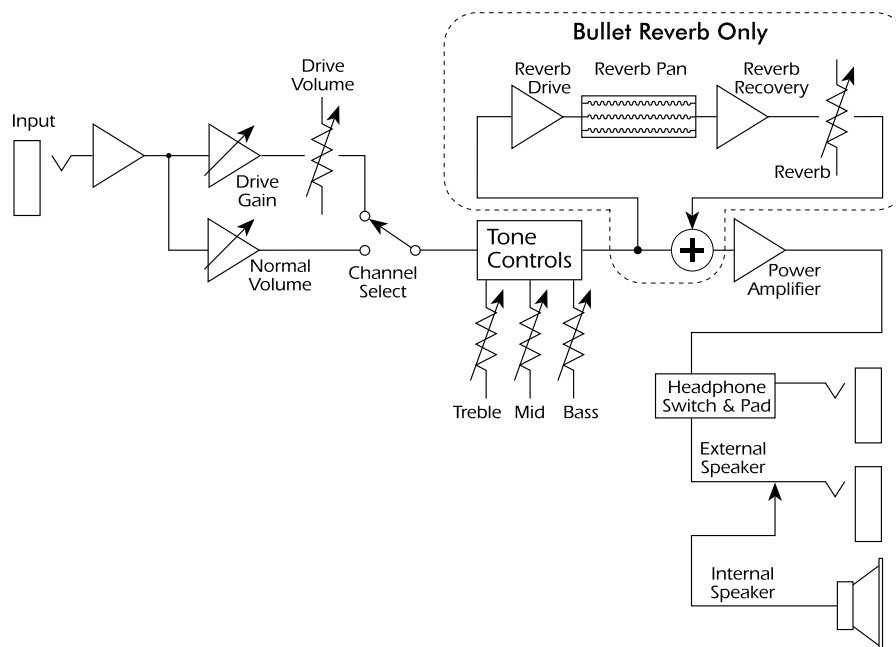 Bullet Reverb Only
Drive
Volume
Reverb
Drive
Reverb Pan
Reverb
Recovery
Input
Drive
Gain
Reverb
Normal
Volume
Channel
Select
Tone
Controls
Power
Amplifier
Treble
Mid
Bass
Headphone
Switch & Pad
External
Speaker
Internal
Speaker